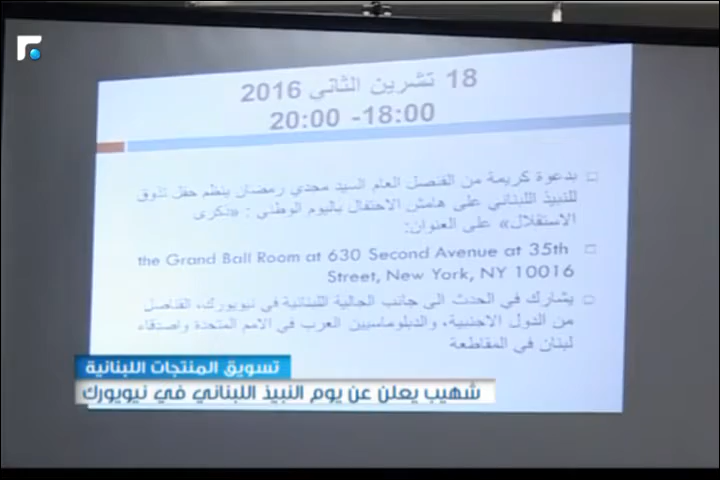 18 تشرين الثاني 2016
20:00 -18:00
بدعوة كريمة من القنصل العام السيد مجدي رمضان ينظم حفل تذوق
للنبيذ اللبناني على هامش الاحتفال باليوم الوطني : «ذكرى
الاستقلال» على العنوان:
the Grand Ball Room at 630 Second Avenue at 35th
Street, New York, NY 10016
يشارك في الحدث الى جانب الجالية اللبنانية في نيويورك، القناصل
من الدول الاجنبية، والدبلوماسيين العرب في الامم المتحدة واصدقاء
لبنان في المقاطعة
تسويق المنتجات اللبنانية
شهيب يعلن عن يوم النبيذ اللبناني في نيويورك